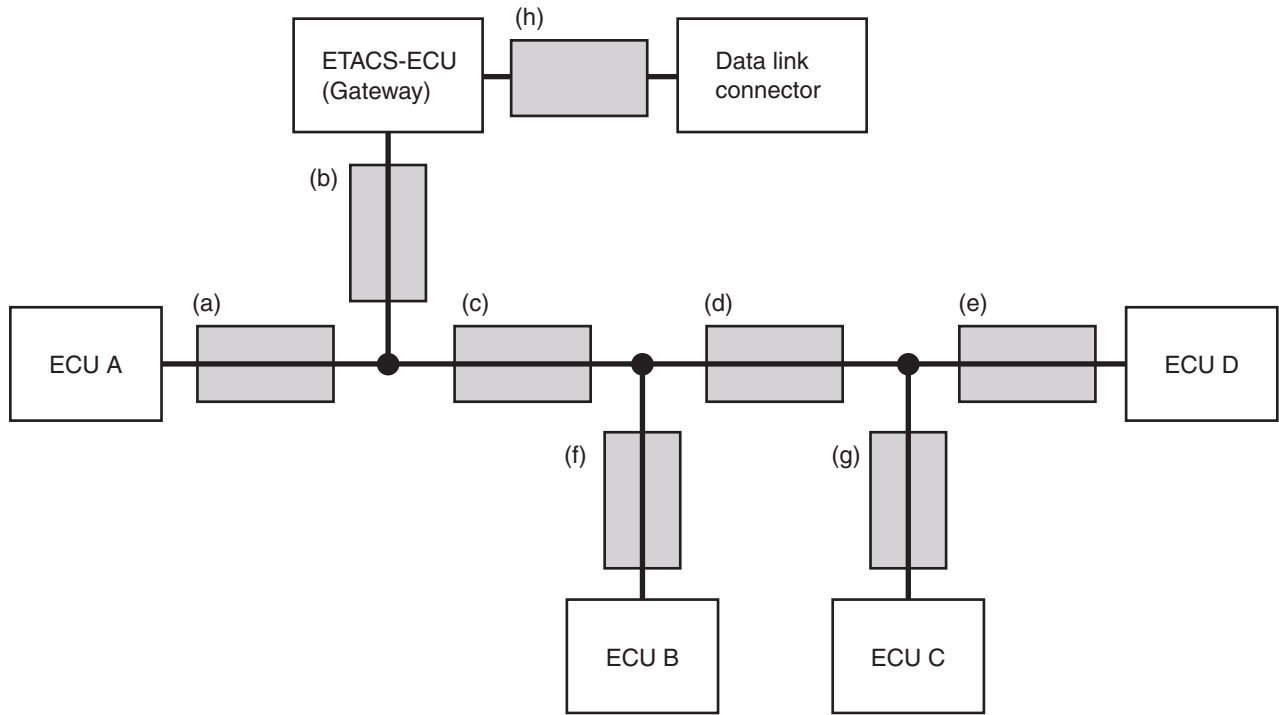 (h)
ETACS-ECU
(Gateway)
Data link
connector
(b)
(a)
(c)
(d)
(e)
ECU A
ECU D
(f)
(g)
ECU B
ECU C